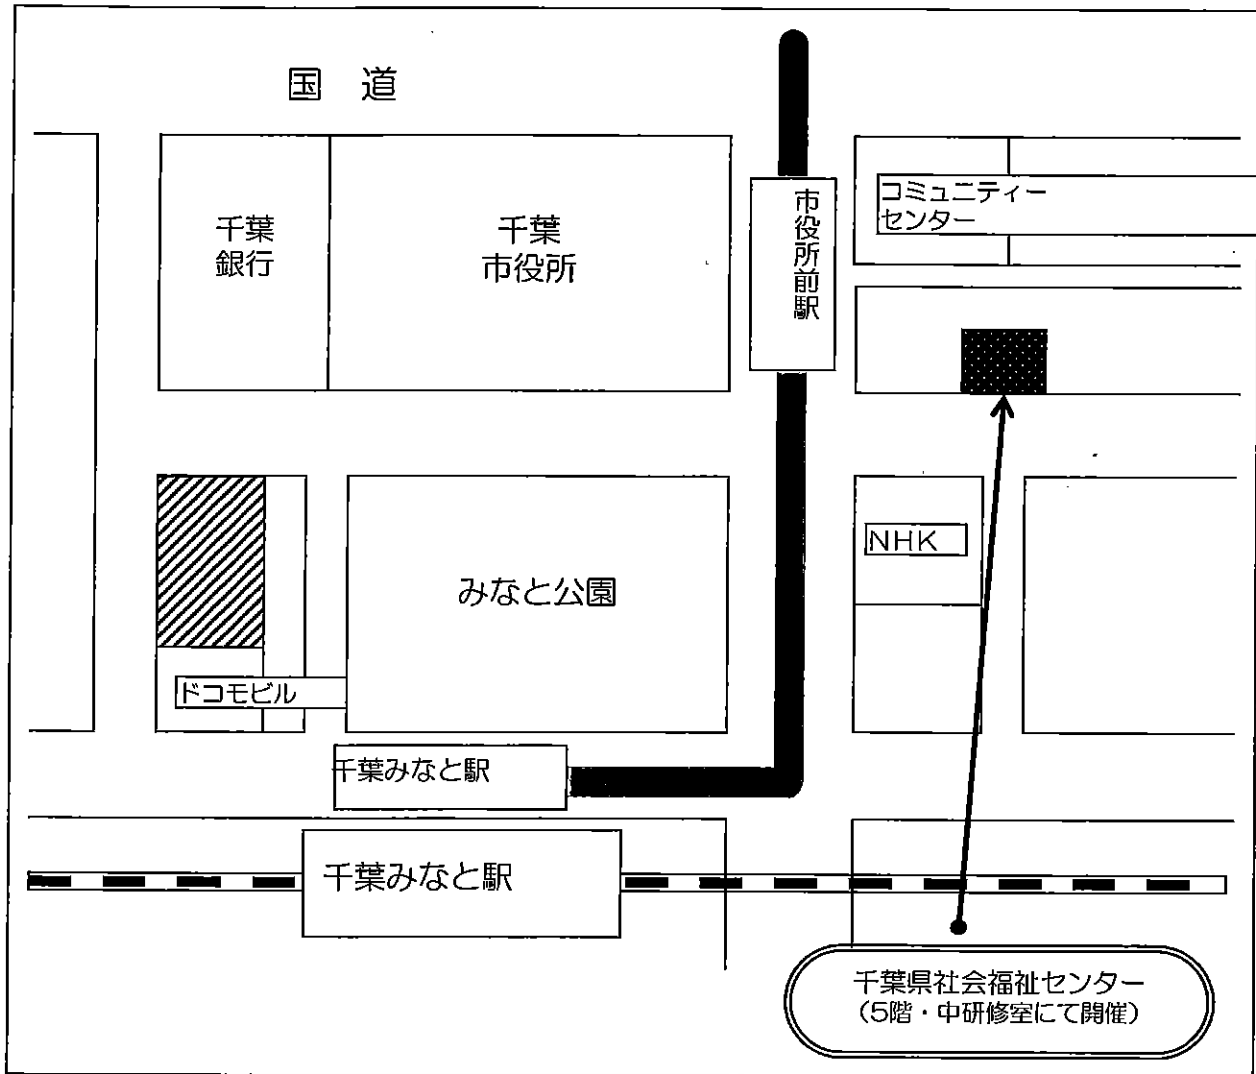 国 道
千葉
銀行
千葉
市役所
市役所前駅
コミュニティー
センター
NHK
みなと公園
ドコモビル
千葉みなと駅
千葉みなと駅
千葉県社会福祉センター
（5階・中研修室にて開催）